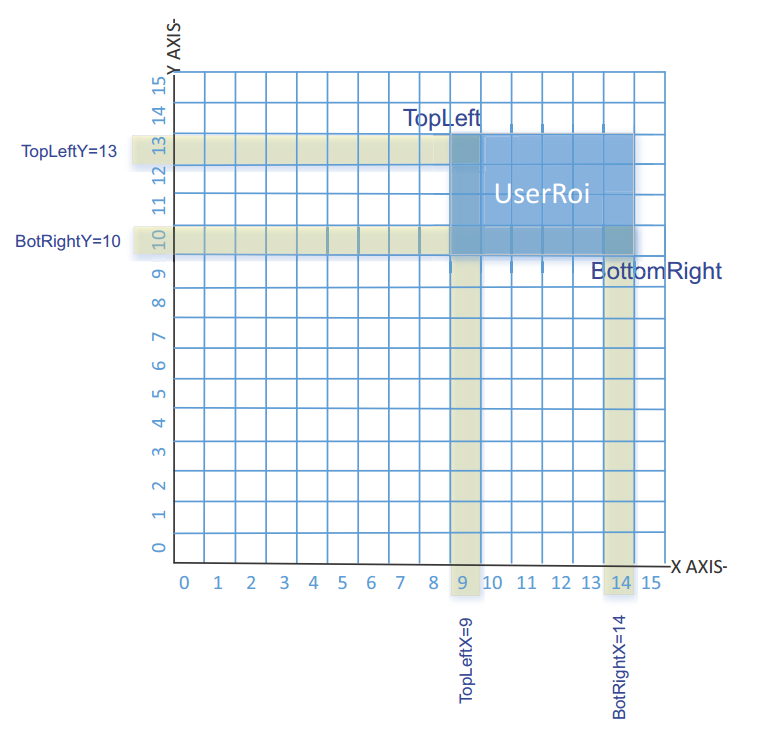 Y AXIS-
15
14
TopLeft
TopLeftY=13
13
12
11
UserRoi
BotRightY=10
10
9
BottomRight
8
7
6
5
4
3
2
1
0
X AXIS-
0 1 2 3 4 5 6 7 8 9 10 11 12 13 14 15
TopLeftX=9
BotRightX=14